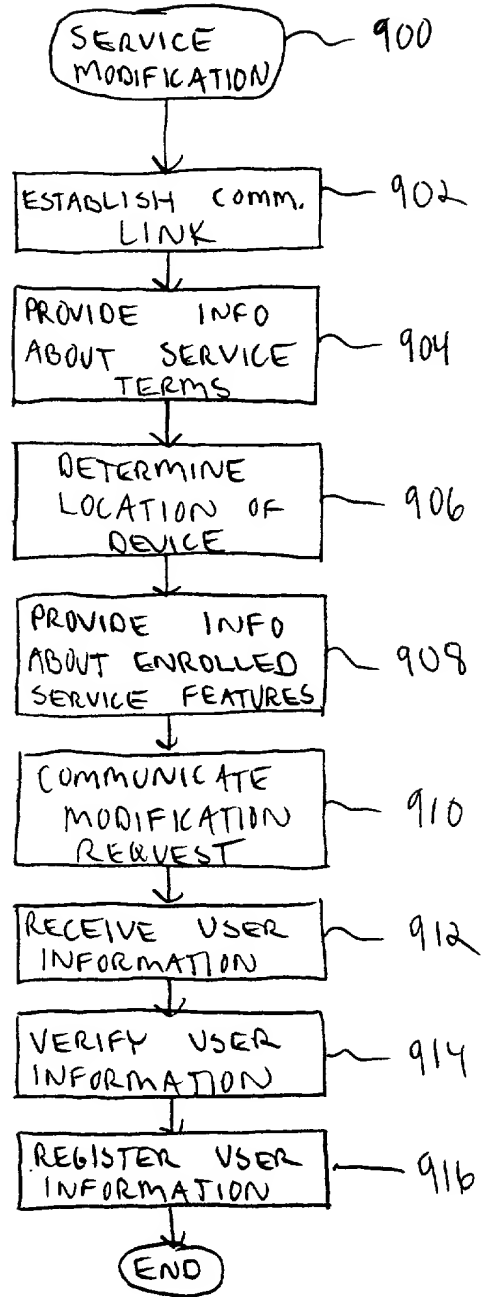 SERVICE
MODIFICATION
900
ESTABLISH COMM.
LINK
902
PROVIDE INFO
ABOUT SERVICE
TERMS
904
DETERMINE
LOCATION OF
DEVICE
906
PROVIDE INFO
ABOUT ENROLLED
SERVICE FEATURES
908
COMMUNICATE
MODIFICATION
REQUEST
910
RECEIVE USER
INFORMATION
912
VERIFY USER
INFORMATION
914
REGISTER USER
INFORMATION
916
END